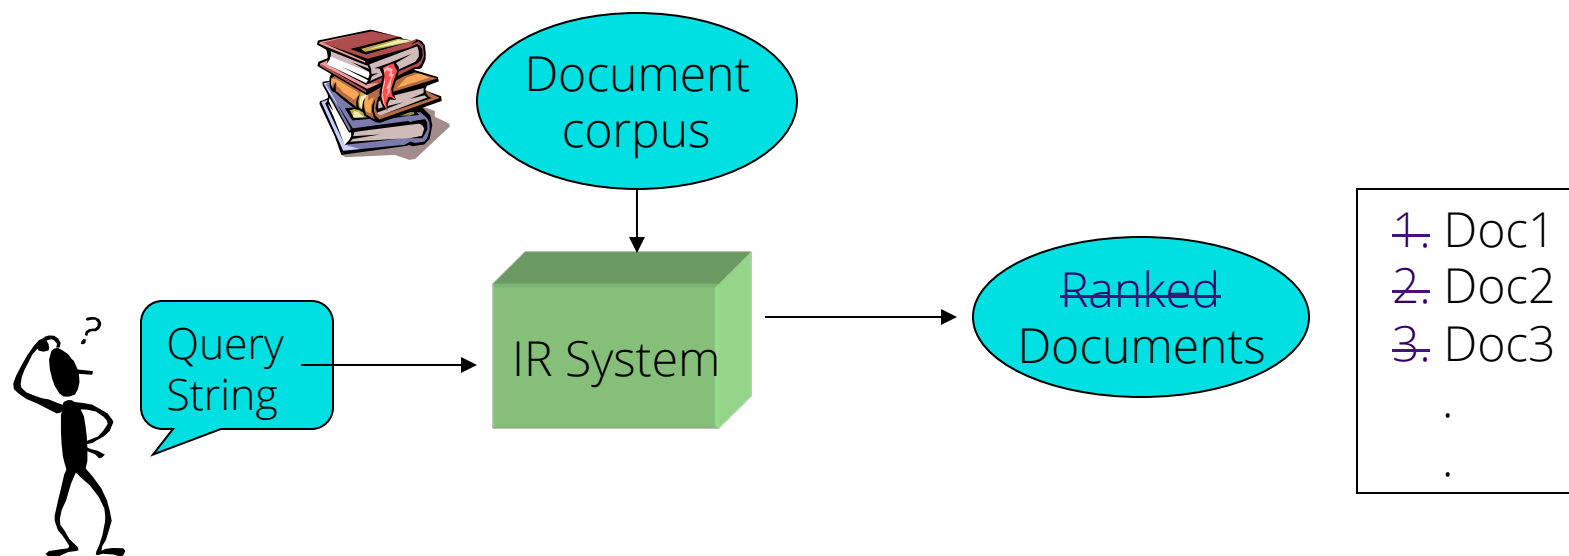 Document
corpus
?
Query
String
IR System
Ranked
Documents
1. Doc1
2. Doc2
3. Doc3
.
.